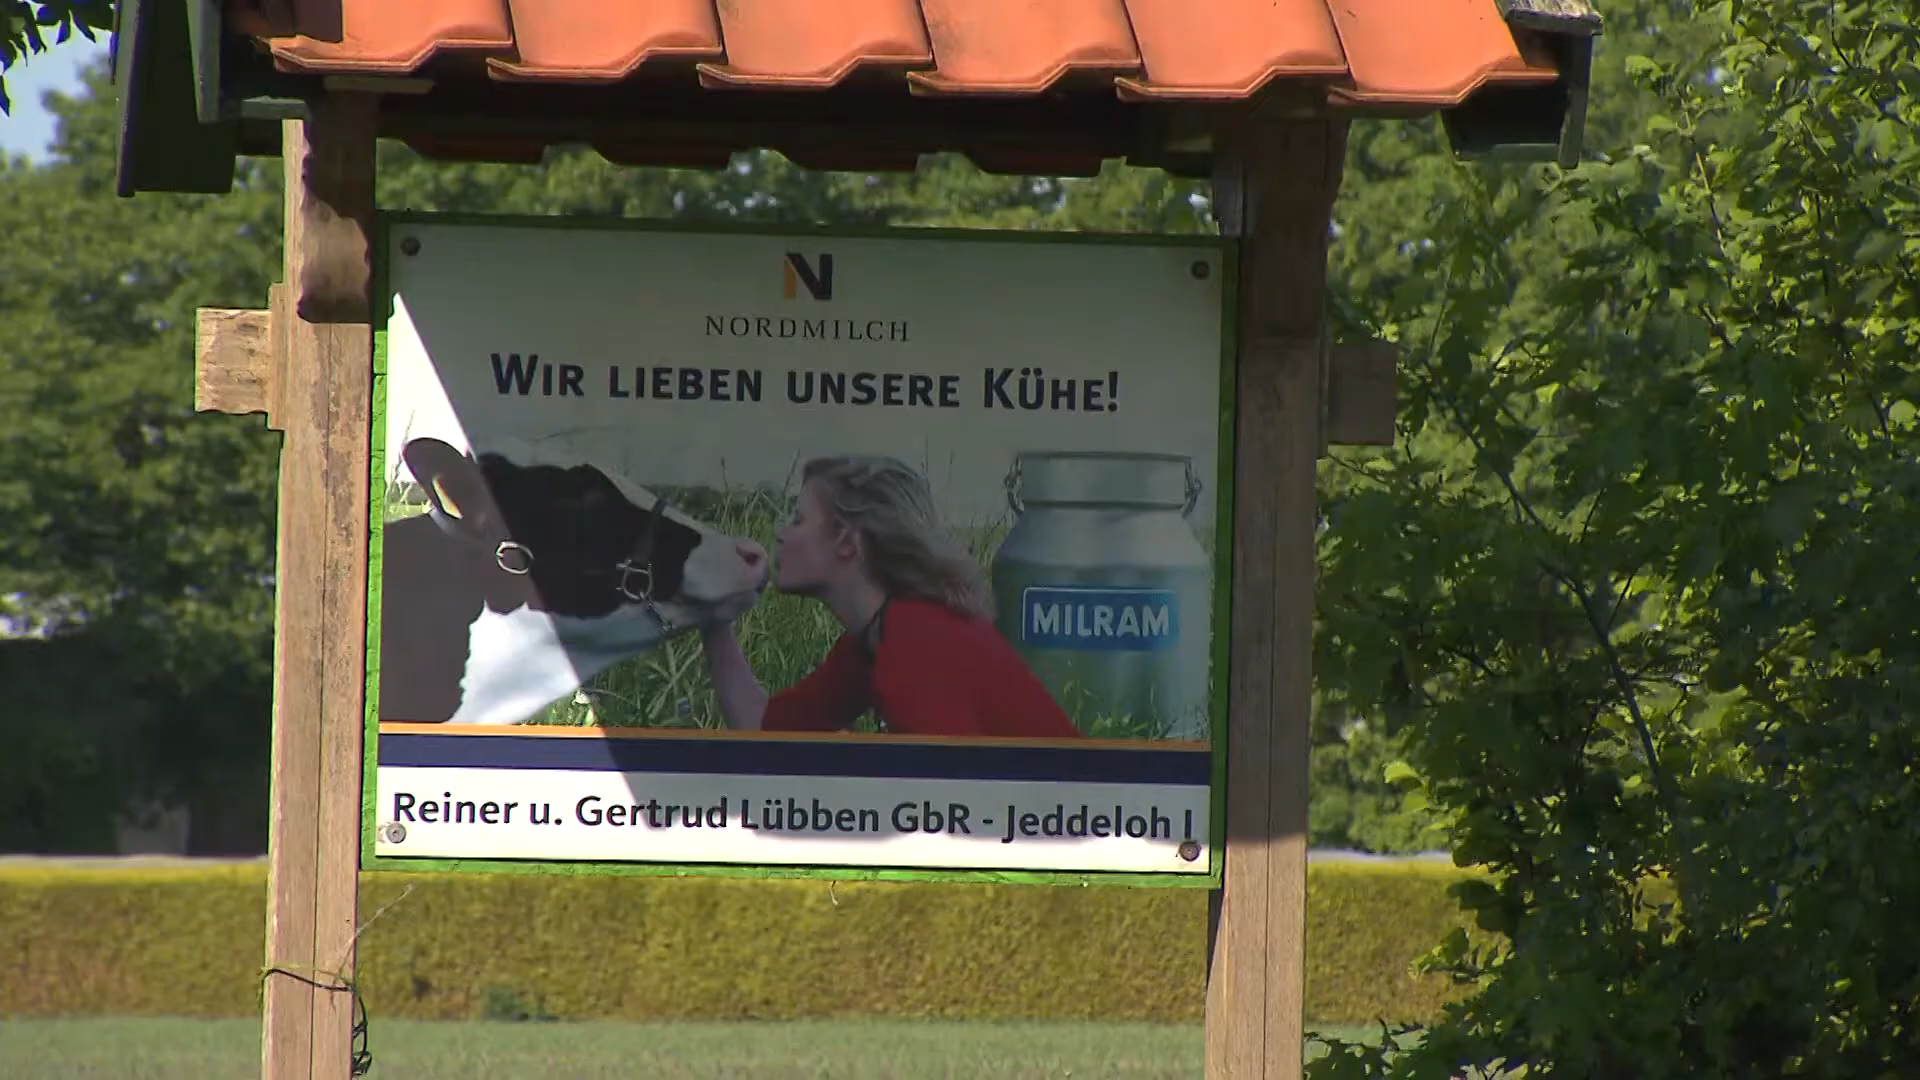 N
NORDMILCH
WIR LIEBEN UNSERE KÜHE!
MILRAM
Reiner u. Gertrud Lübben GbR - Jeddeloh I